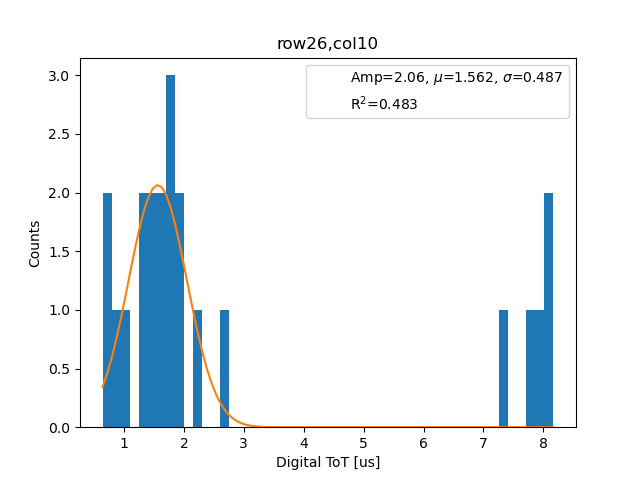 row26,col10
Amp=2.06, μ=1.562, σ=0.487
R²=0.483
3.0
2.5
2.0
1.5
1.0
0.5
0.0
Counts
1 2 3 4 5 6 7 8
Digital ToT [us]